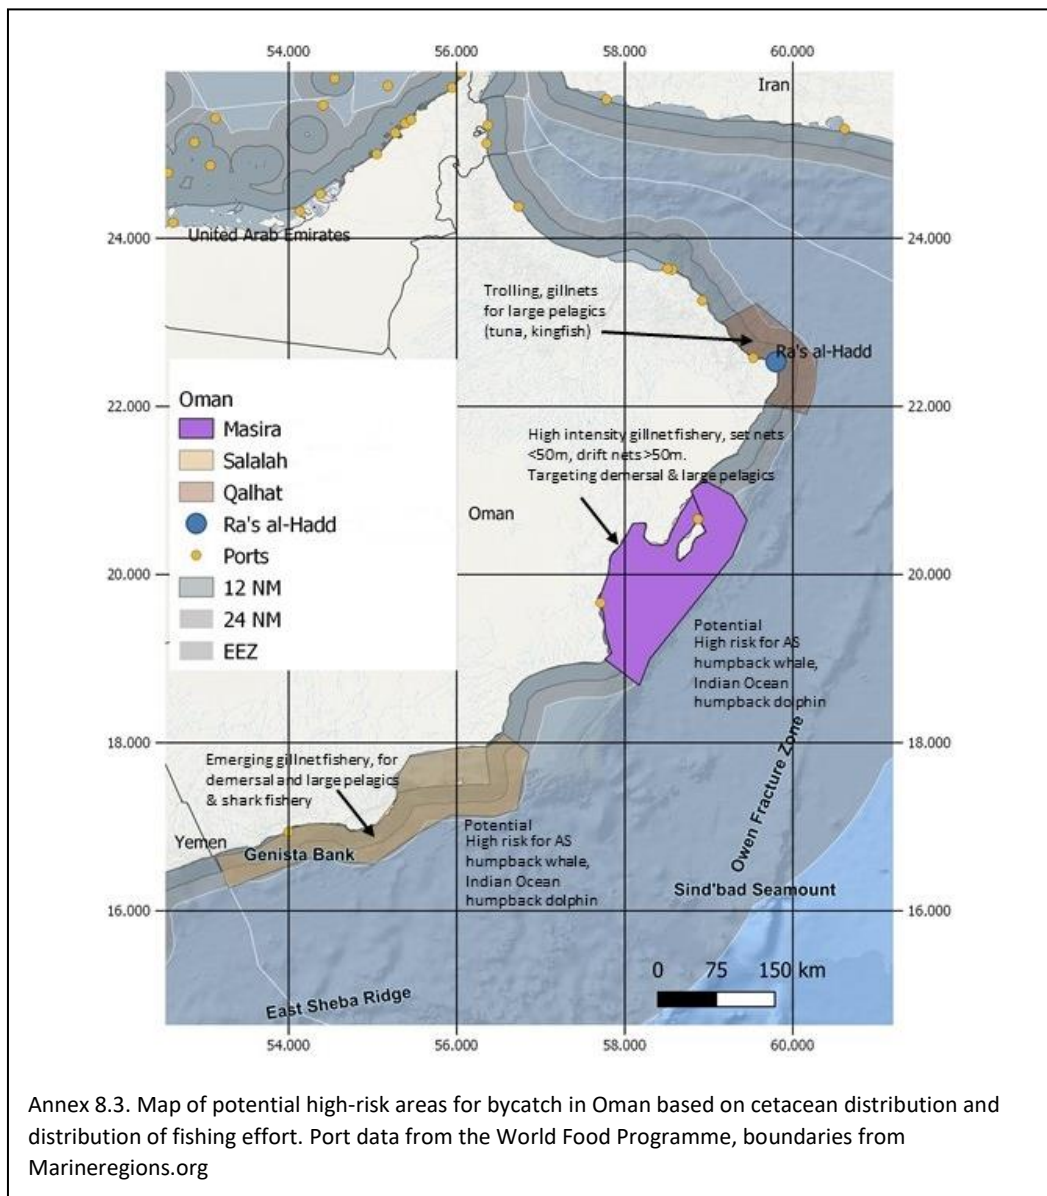 54.000 56.000 58.000 60.000
Iran
24.000 United Arab Emirates 24.000
Trolling, gillnets
for large pelagics
(tuna, kingfish)
Ra's al-Hadd
22.000 22.000
Oman
Masira
Salalah
Qalhat
Ra's al-Hadd
Ports
12 NM
24 NM
EEZ
High intensity gillnet fishery, set nets
<50m, drift nets >50m.
Targeting demersal & large pelagics
Oman
20.000 20.000
Potential
High risk for AS
humpback whale,
Indian Ocean
humpback dolphin
18.000 18.000
Emerging gillnet fishery, for
demersal and large pelagics
& shark fishery
Yemen
Genista Bank
Potential
High risk for AS
humpback whale,
Indian Ocean
humpback dolphin
Owen Fracture Zone
Sind'bad Seamount
16.000 16.000
East Sheba Ridge
0 75 150 km
54.000 56.000 58.000 60.000
Annex 8.3. Map of potential high-risk areas for bycatch in Oman based on cetacean distribution and
distribution of fishing effort. Port data from the World Food Programme, boundaries from
Marineregions.org